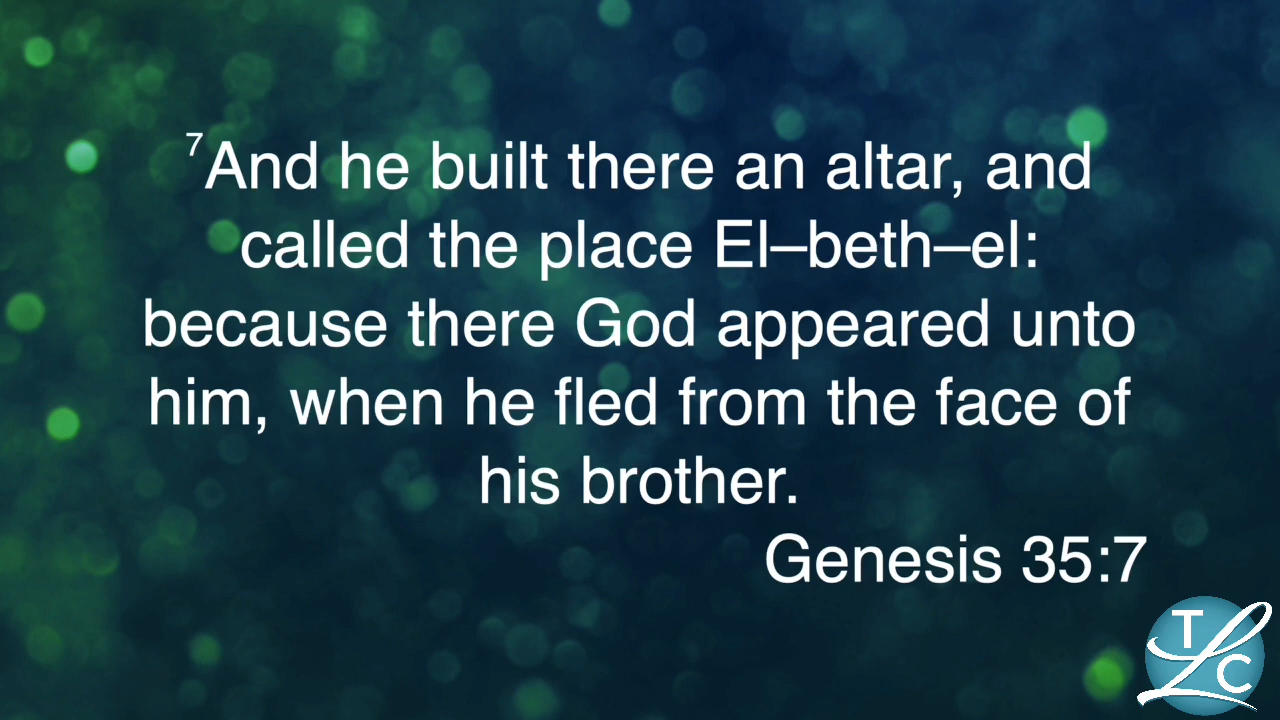 ⁷And he built there an altar, and
called the place El–beth–el:
because there God appeared unto
him, when he fled from the face of
his brother.
Genesis 35:7
TLC